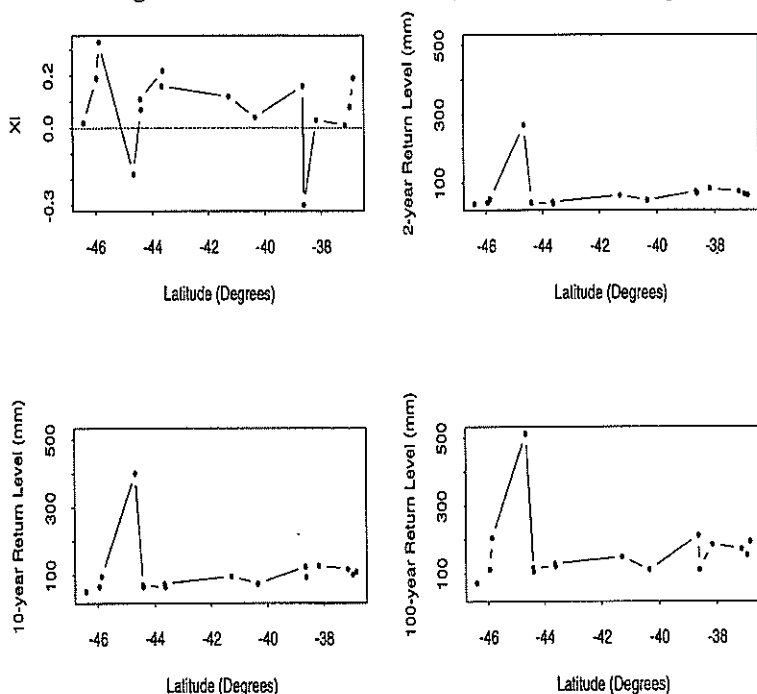 XI
0.2
0.0
-0.3
-46 -44 -42 -40 -38
Latitude (Degrees)
2-year Return Level (mm)
500
300
100
-46 -44 -42 -40 -38
Latitude (Degrees)
10-year Return Level (mm)
500
300
100
-46 -44 -42 -40 -38
Latitude (Degrees)
100-year Return Level (mm)
500
300
100
-46 -44 -42 -40 -38
Latitude (Degrees)